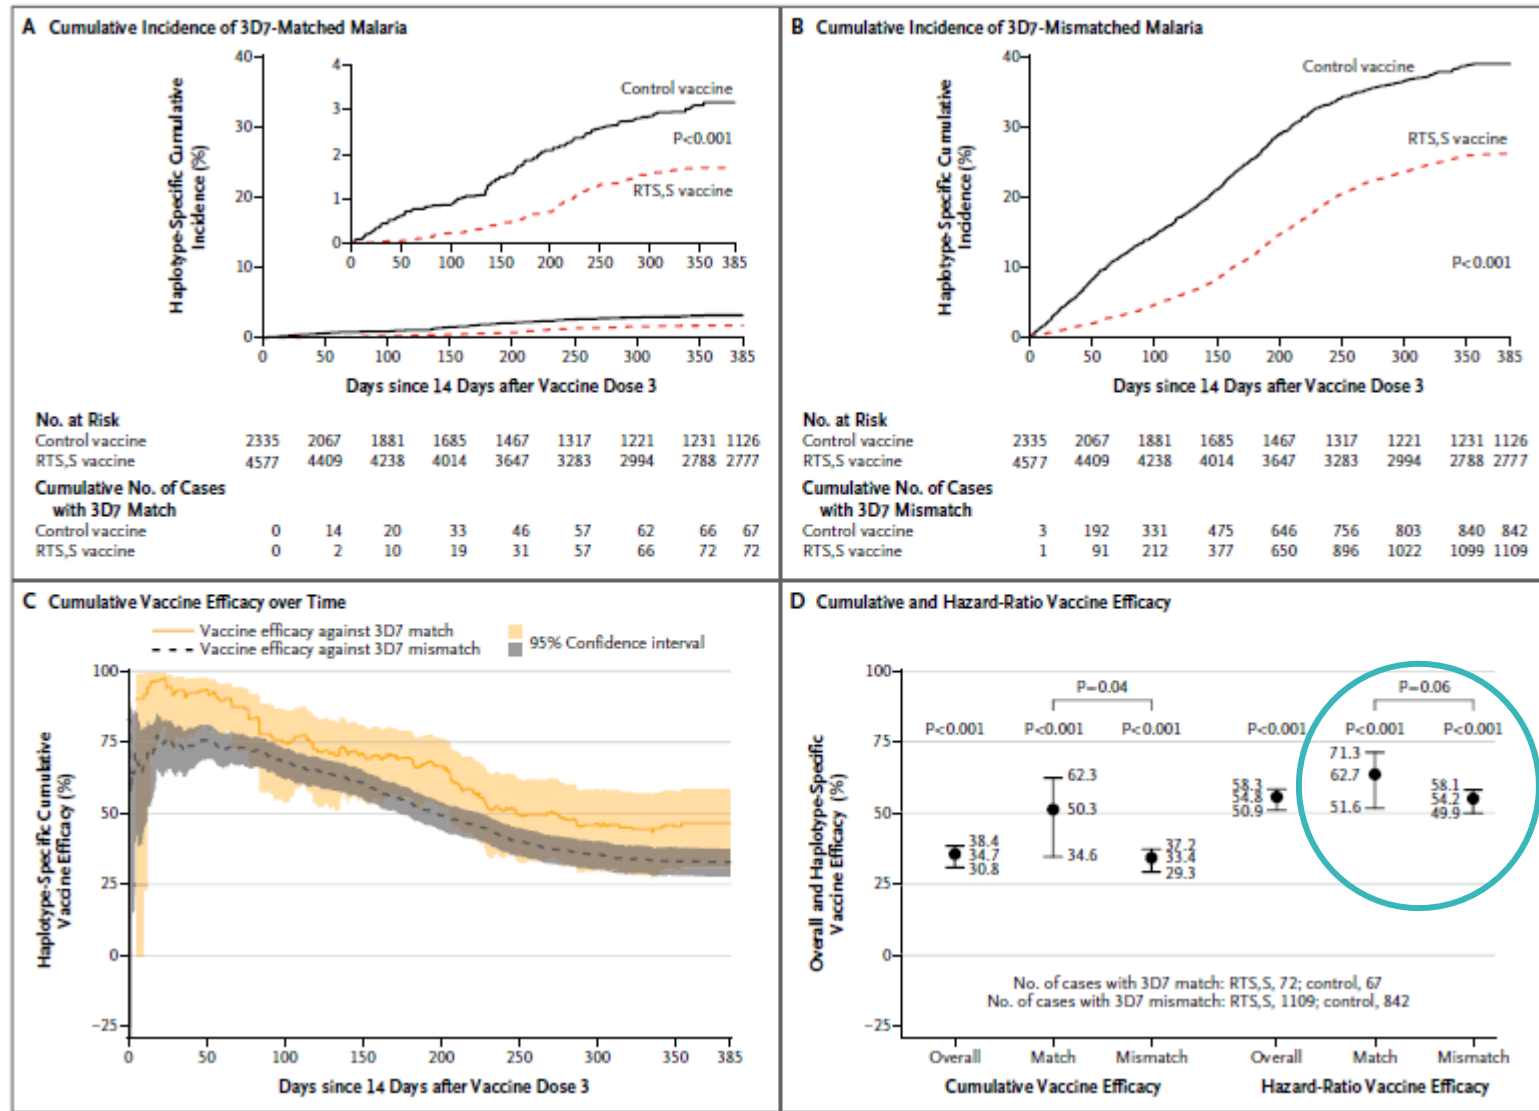 A Cumulative Incidence of 3D7-Matched Malaria
Haplotype-Specific Cumulative
Incidence (%)
40
30
20
10
0
4
3
2
1
0
Control vaccine
P<0.001
RTS,S vaccine
0 50 100 150 200 250 300 350 385
0 50 100 150 200 250 300 350 385
Days since 14 Days after Vaccine Dose 3
No. at Risk
Control vaccine 2335 2067 1881 1685 1467 1317 1221 1231 1126
RTS,S vaccine 4577 4409 4238 4014 3647 3283 2994 2788 2777
Cumulative No. of Cases
with 3D7 Match
Control vaccine 0 14 20 33 46 57 62 66 67
RTS,S vaccine 0 2 10 19 31 57 66 72 72
B Cumulative Incidence of 3D7-Mismatched Malaria
Haplotype-Specific Cumulative
Incidence (%)
40
30
20
10
0
Control vaccine
RTS,S vaccine
P<0.001
0 50 100 150 200 250 300 350 385
Days since 14 Days after Vaccine Dose 3
No. at Risk
Control vaccine 2335 2067 1881 1685 1467 1317 1221 1231 1126
RTS,S vaccine 4577 4409 4238 4014 3647 3283 2994 2788 2777
Cumulative No. of Cases
with 3D7 Mismatch
Control vaccine 3 192 331 475 646 756 803 840 842
RTS,S vaccine 1 91 212 377 650 896 1022 1099 1109
C Cumulative Vaccine Efficacy over Time
Vaccine efficacy against 3D7 match
Vaccine efficacy against 3D7 mismatch
95% Confidence interval
Haplotype-Specific Cumulative
Vaccine Efficacy (%)
100
75
50
25
0
−25
0 50 100 150 200 250 300 350 385
Days since 14 Days after Vaccine Dose 3
D Cumulative and Hazard-Ratio Vaccine Efficacy
Overall and Haplotype-Specific
Vaccine Efficacy (%)
100
75
50
25
0
−25
P=0.04 P=0.06
P<0.001 P<0.001 P<0.001 P<0.001 P<0.001 P<0.001
38.4
34.7
30.8
62.3
50.3
34.6
37.2
33.4
29.3
58.3
54.8
50.9
71.3
62.7
51.6
58.1
54.2
49.9
No. of cases with 3D7 match: RTS,S, 72; control, 67
No. of cases with 3D7 mismatch: RTS,S, 1109; control, 842
Overall Match Mismatch Overall Match Mismatch
Cumulative Vaccine Efficacy Hazard-Ratio Vaccine Efficacy